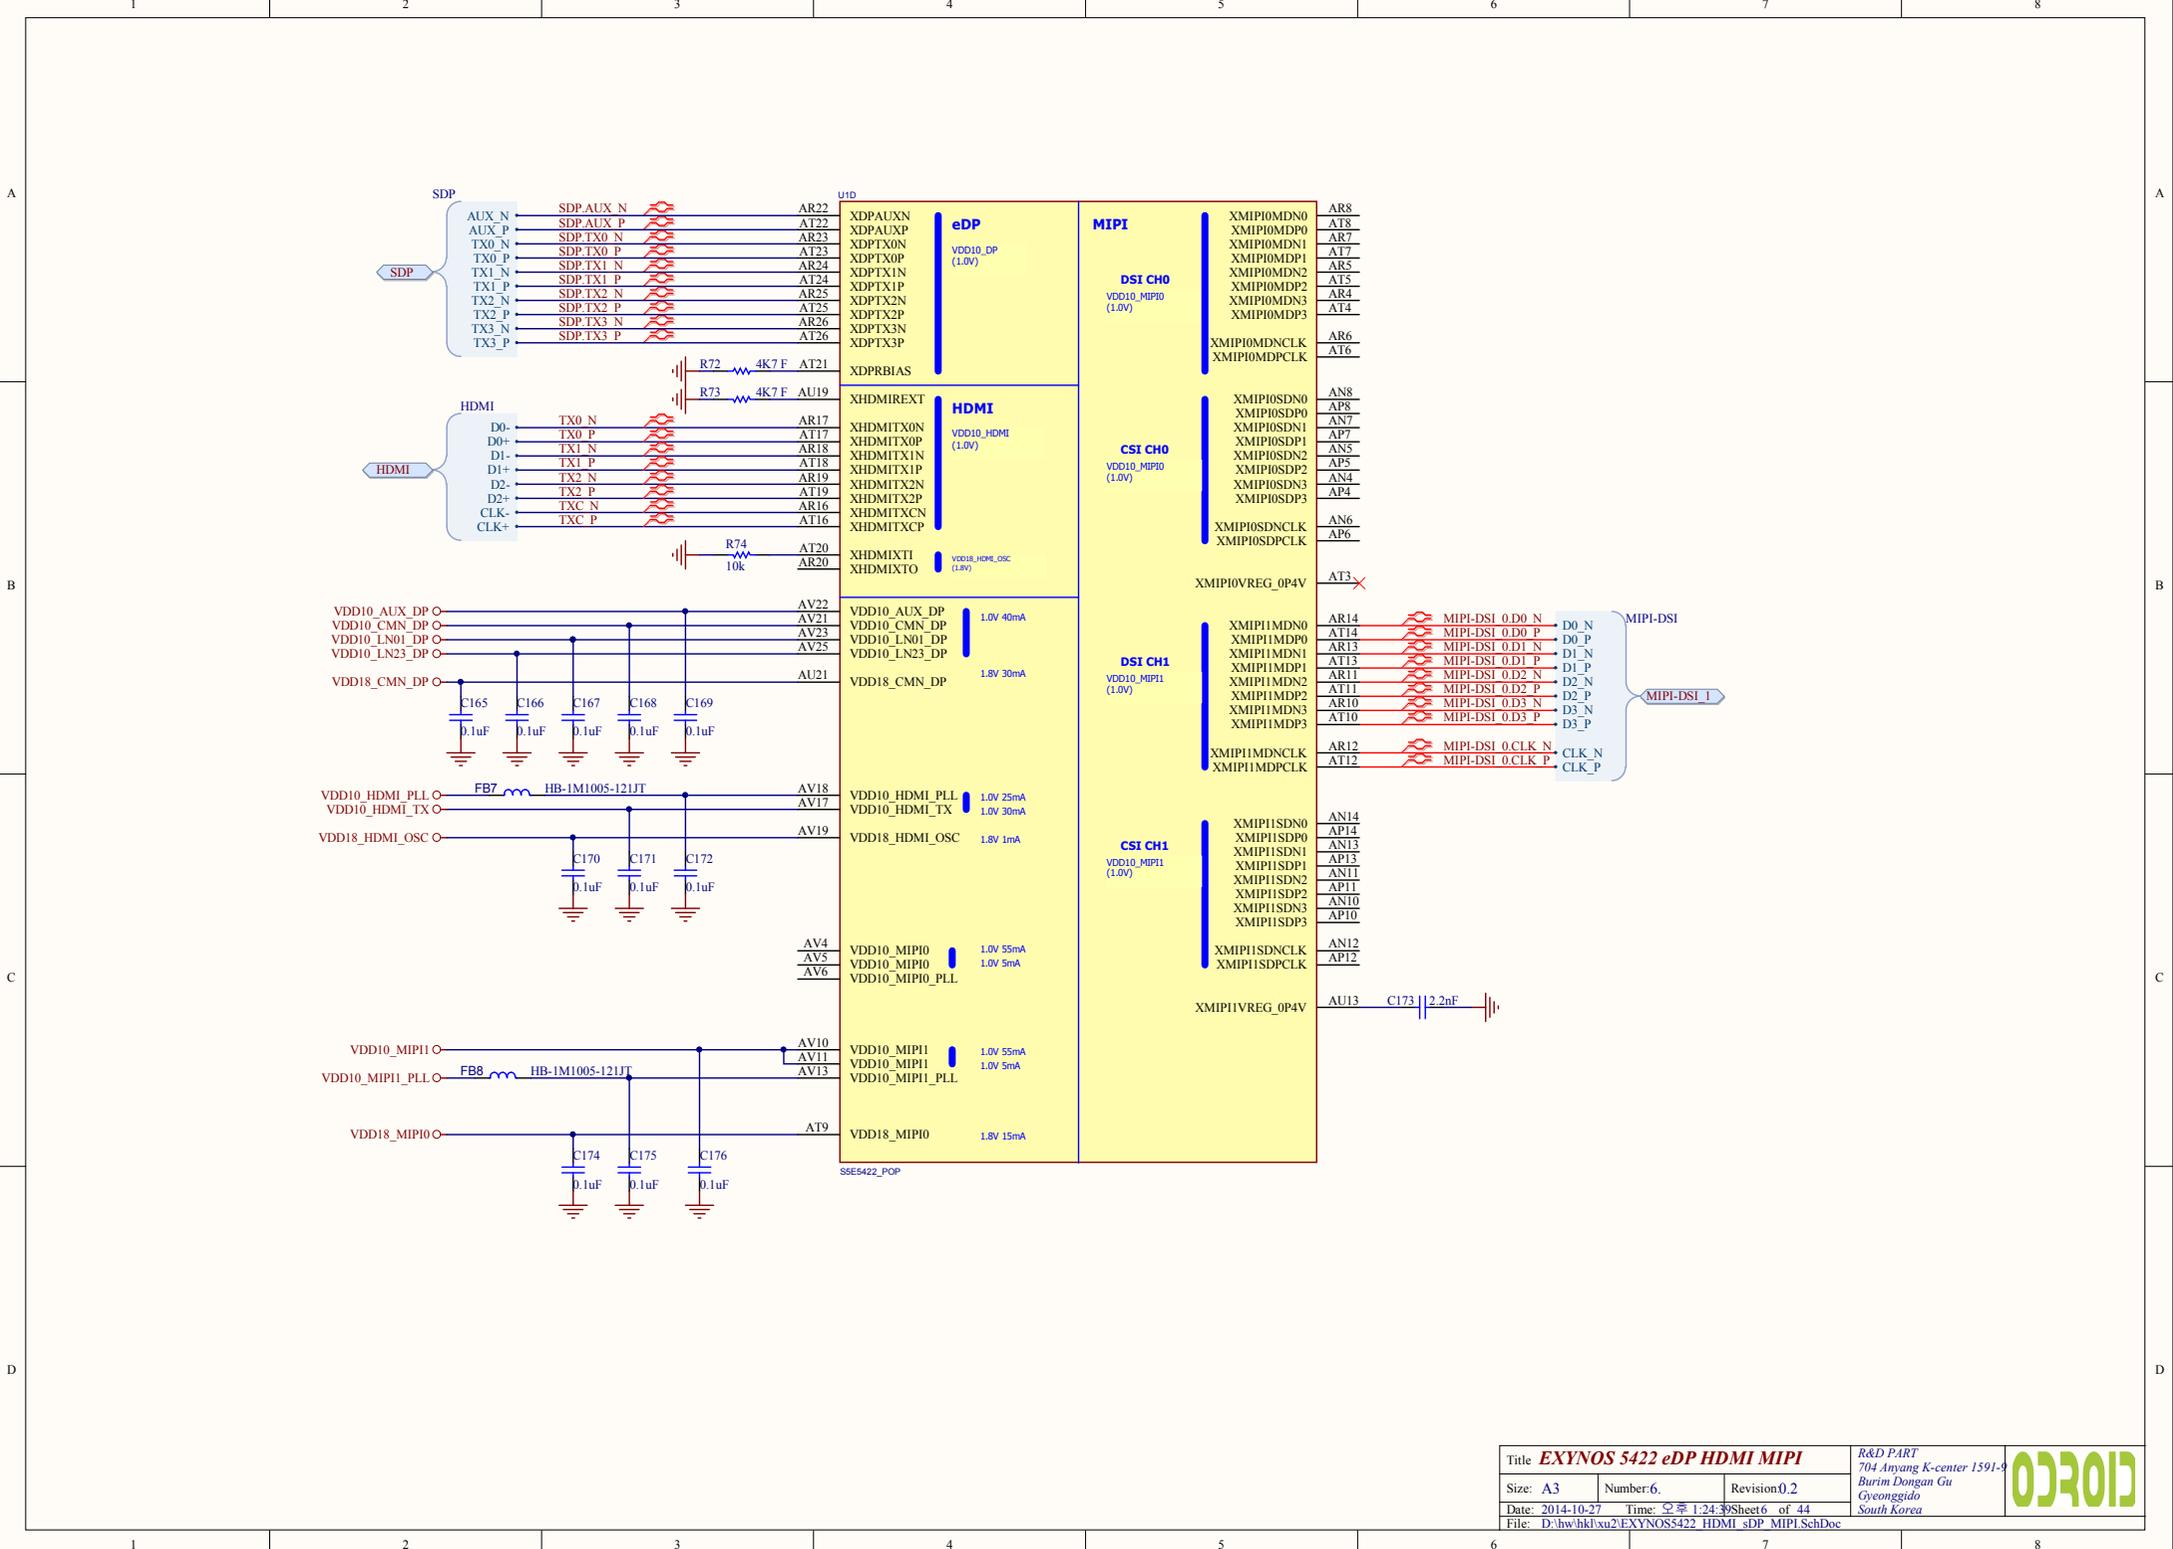 1 2 3 4 5 6 7 8
A A
B B
C C
D D
SDP
SDP
AUX_N SDP.AUX_N AR22 XDPAUXN
AUX_P SDP.AUX_P AT22 XDPAUXP
TX0_N SDP.TX0_N AR23 XDPTX0N
TX0_P SDP.TX0_P AT23 XDPTX0P
TX1_N SDP.TX1_N AR24 XDPTX1N
TX1_P SDP.TX1_P AT24 XDPTX1P
TX2_N SDP.TX2_N AR25 XDPTX2N
TX2_P SDP.TX2_P AT25 XDPTX2P
TX3_N SDP.TX3_N AR26 XDPTX3N
TX3_P SDP.TX3_P AT26 XDPTX3P
R72 4K7 F AT21 XDPRBIAS
R73 4K7 F AU19 XHDMIREXT
HDMI
HDMI
D0- TX0_N AR17 XHDMITX0N
D0+ TX0_P AT17 XHDMITX0P
D1- TX1_N AR18 XHDMITX1N
D1+ TX1_P AT18 XHDMITX1P
D2- TX2_N AR19 XHDMITX2N
D2+ TX2_P AT19 XHDMITX2P
CLK- TXC_N AR16 XHDMITXCN
CLK+ TXC_P AT16 XHDMITXCP
R74 10k AT20 XHDMIXTI
AR20 XHDMIXTO
VDD10_AUX_DP AV22 VDD10_AUX_DP 1.0V 40mA
VDD10_CMN_DP AV21 VDD10_CMN_DP
VDD10_LN01_DP AV23 VDD10_LN01_DP
VDD10_LN23_DP AV25 VDD10_LN23_DP
VDD18_CMN_DP AU21 VDD18_CMN_DP 1.8V 30mA
C165 C166 C167 C168 C169
0.1uF 0.1uF 0.1uF 0.1uF 0.1uF
VDD10_HDMI_PLL FB7 HB-1M1005-121JT AV18 VDD10_HDMI_PLL 1.0V 25mA
VDD10_HDMI_TX AV17 VDD10_HDMI_TX 1.0V 30mA
VDD18_HDMI_OSC AV19 VDD18_HDMI_OSC 1.8V 1mA
C170 C171 C172
0.1uF 0.1uF 0.1uF
AV4 VDD10_MIPI0 1.0V 55mA
AV5 VDD10_MIPI0 1.0V 5mA
AV6 VDD10_MIPI0_PLL
VDD10_MIPI1 AV10 VDD10_MIPI1 1.0V 55mA
AV11 VDD10_MIPI1 1.0V 5mA
VDD10_MIPI1_PLL FB8 HB-1M1005-121JT AV13 VDD10_MIPI1_PLL
VDD18_MIPI0 AT9 VDD18_MIPI0 1.8V 15mA
C174 C175 C176
0.1uF 0.1uF 0.1uF
U1D
eDP
VDD10_DP
(1.0V)
HDMI
VDD10_HDMI
(1.0V)
VDD18_HDMI_OSC
(1.8V)
S5E5422_POP
MIPI
DSI CH0
VDD10_MIPI0
(1.0V)
XMIPI0MDN0 AR8
XMIPI0MDP0 AT8
XMIPI0MDN1 AR7
XMIPI0MDP1 AT7
XMIPI0MDN2 AR5
XMIPI0MDP2 AT5
XMIPI0MDN3 AR4
XMIPI0MDP3 AT4
XMIPI0MDNCLK AR6
XMIPI0MDPCLK AT6
CSI CH0
VDD10_MIPI0
(1.0V)
XMIPI0SDN0 AN8
XMIPI0SDP0 AP8
XMIPI0SDN1 AN7
XMIPI0SDP1 AP7
XMIPI0SDN2 AN5
XMIPI0SDP2 AP5
XMIPI0SDN3 AN4
XMIPI0SDP3 AP4
XMIPI0SDNCLK AN6
XMIPI0SDPCLK AP6
XMIPI0VREG_0P4V AT3
DSI CH1
VDD10_MIPI1
(1.0V)
MIPI-DSI
XMIPI1MDN0 AR14 MIPI-DSI_0.D0_N D0_N
XMIPI1MDP0 AT14 MIPI-DSI_0.D0_P D0_P
XMIPI1MDN1 AR13 MIPI-DSI_0.D1_N D1_N
XMIPI1MDP1 AT13 MIPI-DSI_0.D1_P D1_P
XMIPI1MDN2 AR11 MIPI-DSI_0.D2_N D2_N
XMIPI1MDP2 AT11 MIPI-DSI_0.D2_P D2_P
XMIPI1MDN3 AR10 MIPI-DSI_0.D3_N D3_N
XMIPI1MDP3 AT10 MIPI-DSI_0.D3_P D3_P
XMIPI1MDNCLK AR12 MIPI-DSI_0.CLK_N CLK_N
XMIPI1MDPCLK AT12 MIPI-DSI_0.CLK_P CLK_P
MIPI-DSI_1
CSI CH1
VDD10_MIPI1
(1.0V)
XMIPI1SDN0 AN14
XMIPI1SDP0 AP14
XMIPI1SDN1 AN13
XMIPI1SDP1 AP13
XMIPI1SDN2 AN11
XMIPI1SDP2 AP11
XMIPI1SDN3 AN10
XMIPI1SDP3 AP10
XMIPI1SDNCLK AN12
XMIPI1SDPCLK AP12
XMIPI1VREG_0P4V AU13 C173 2.2nF
Title EXYNOS 5422 eDP HDMI MIPI
Size: A3 Number:6. Revision:0.2
Date: 2014-10-27 Time: 오후 1:24:39 Sheet6 of 44
File: D:\hw\hkl\xu2\EXYNOS5422_HDMI_sDP_MIPI.SchDoc
R&D PART
704 Anyang K-center 1591-9
Burim Dongan Gu
Gyeonggido
South Korea
ODROID
1 2 3 4 5 6 7 8